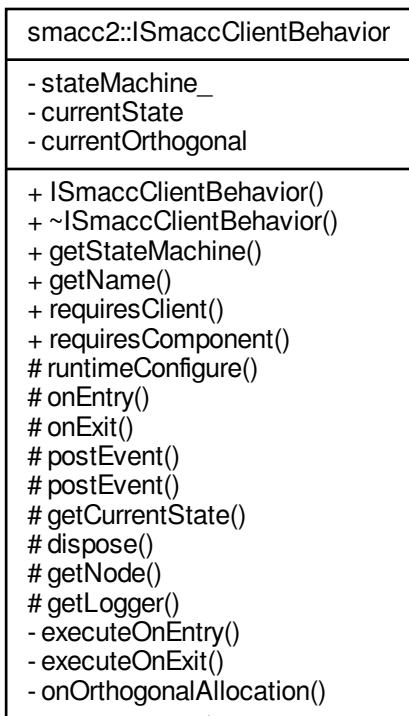 smacc2::ISmaccClientBehavior
- stateMachine_
- currentState
- currentOrthogonal
+ ISmaccClientBehavior()
+ ~ISmaccClientBehavior()
+ getStateMachine()
+ getName()
+ requiresClient()
+ requiresComponent()
# runtimeConfigure()
# onEntry()
# onExit()
# postEvent()
# postEvent()
# getCurrentState()
# dispose()
# getNode()
# getLogger()
- executeOnEntry()
- executeOnExit()
- onOrthogonalAllocation()